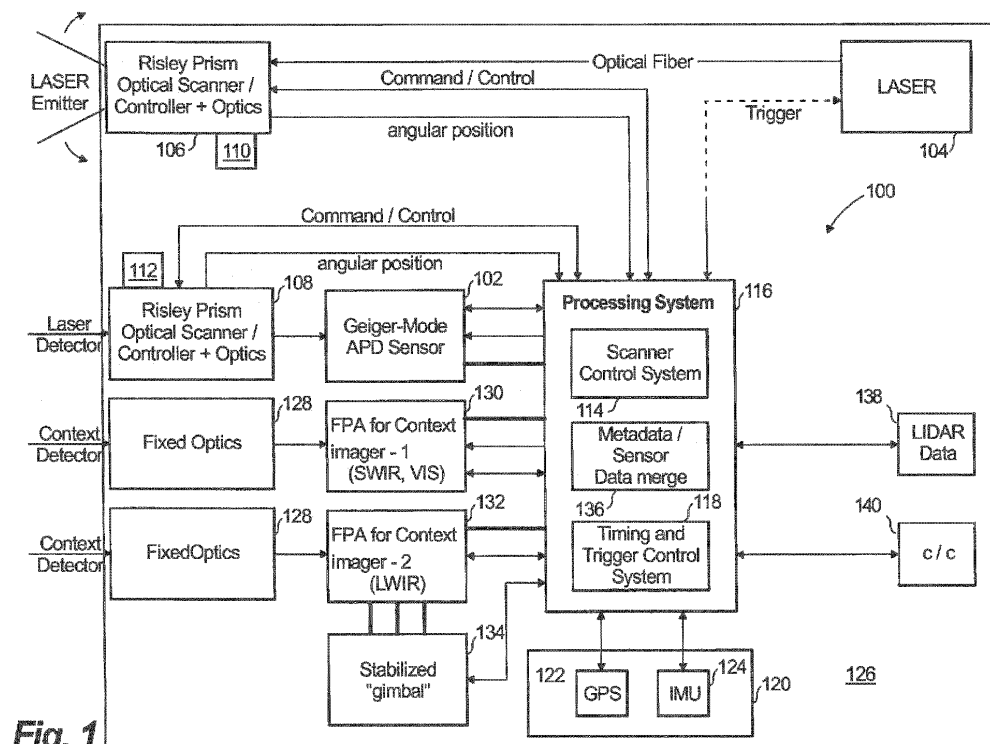 Risley Prism
Optical Scanner /
Controller + Optics
LASER
Emitter
106
110
Optical Fiber
Command / Control
angular position
LASER
104
Trigger
100
Command / Control
angular position
112
108
Risley Prism
Optical Scanner /
Controller + Optics
Laser
Detector
102
Geiger-Mode
APD Sensor
Processing System
116
Scanner
Control System
114
Metadata /
Sensor
Data merge
136
118
Timing and
Trigger Control
System
128
Fixed Optics
Context
Detector
130
FPA for Context
imager - 1
(SWIR, VIS)
138
LIDAR
Data
128
FixedOptics
Context
Detector
132
FPA for Context
imager - 2
(LWIR)
140
c / c
134
Stabilized
"gimbal"
122
GPS
124
IMU
120
126
Fig. 1